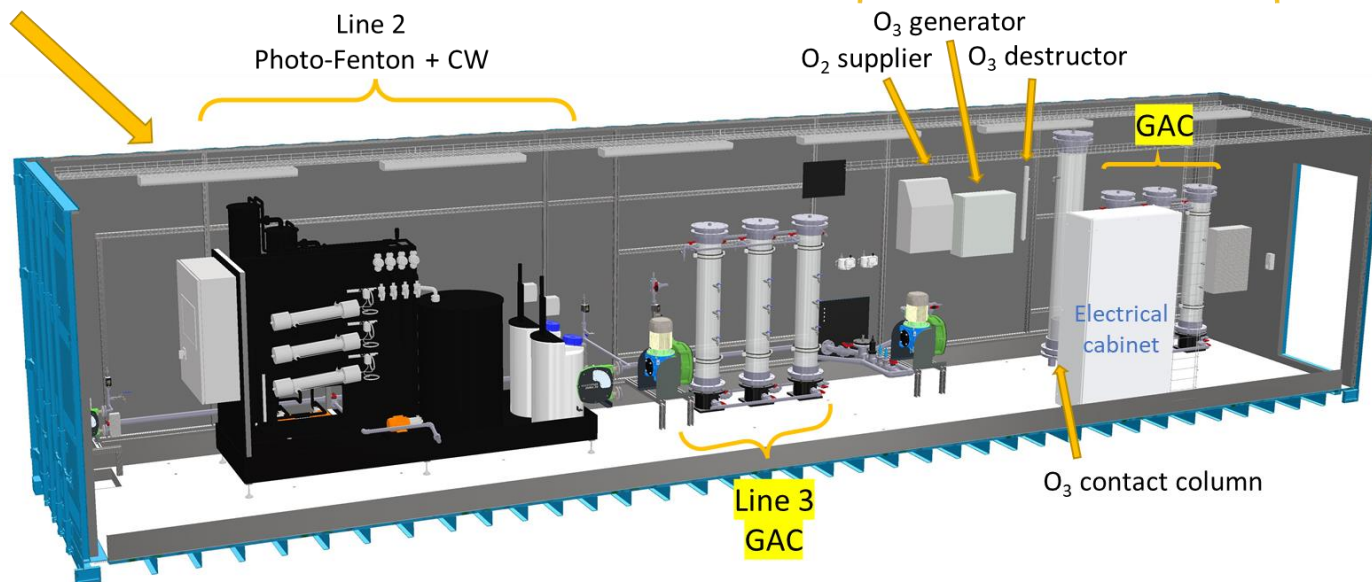 Line 2
Photo-Fenton + CW
O₃ generator
O₂ supplier
O₃ destructor
GAC
Electrical
cabinet
O₃ contact column
Line 3
GAC